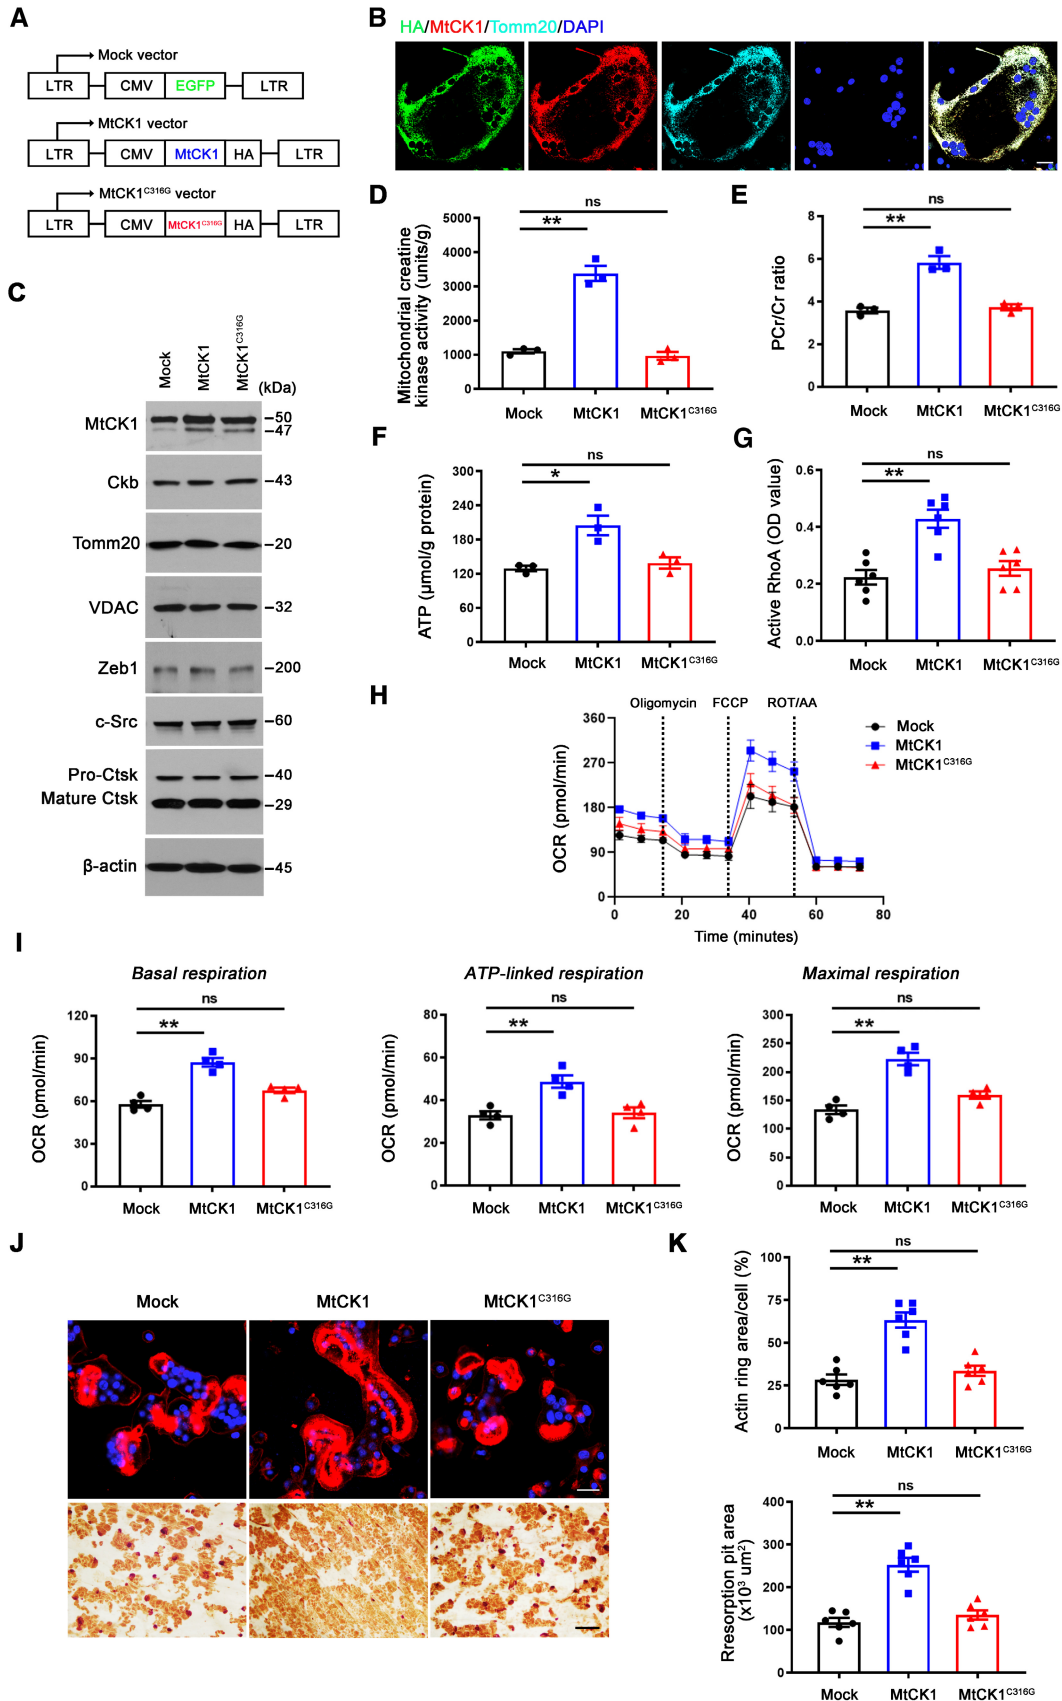 A
Mock vector
LTR CMV EGFP LTR
MtCK1 vector
LTR CMV MtCK1 HA LTR
MtCK1C316G vector
LTR CMV MtCK1C316G HA LTR
B
HA/MtCK1/Tomm20/DAPI
C
Mock MtCK1 MtCK1C316G (kDa)
MtCK1 –50
–47
Ckb –43
Tomm20 –20
VDAC –32
Zeb1 –200
c-Src –60
Pro-Ctsk –40
Mature Ctsk –29
β-actin –45
D
ns
**
Mitochondrial creatine
kinase activity (units/g)
5000
4000
3000
2000
1000
0
Mock MtCK1 MtCK1C316G
E
ns
**
PCr/Cr ratio
8
6
4
2
0
Mock MtCK1 MtCK1C316G
F
ns
*
ATP (μmol/g protein)
300
240
180
120
60
0
Mock MtCK1 MtCK1C316G
G
ns
**
Active RhoA (OD value)
0.6
0.4
0.2
0.0
Mock MtCK1 MtCK1C316G
H
Oligomycin FCCP ROT/AA
OCR (pmol/min)
360
270
180
90
0
0 20 40 60 80
Time (minutes)
Mock
MtCK1
MtCK1C316G
I
Basal respiration
ns
**
OCR (pmol/min)
120
90
60
30
0
Mock MtCK1 MtCK1C316G
ATP-linked respiration
ns
**
OCR (pmol/min)
80
60
40
20
0
Mock MtCK1 MtCK1C316G
Maximal respiration
ns
**
OCR (pmol/min)
300
250
200
150
100
50
0
Mock MtCK1 MtCK1C316G
J
Mock MtCK1 MtCK1C316G
K
ns
**
Actin ring area/cell (%)
100
75
50
25
0
Mock MtCK1 MtCK1C316G
ns
**
Rresorption pit area
(x10³ um²)
400
300
200
100
0
Mock MtCK1 MtCK1C316G